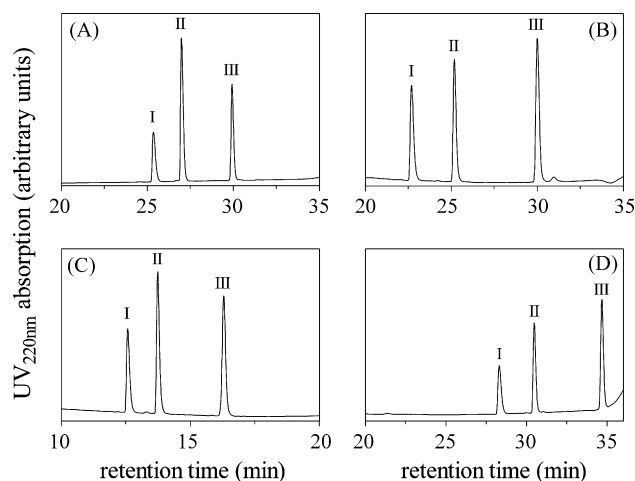 UV220nm absorption (arbitrary units)
(A)
I
II
III
20 25 30 35
(B)
I
II
III
20 25 30 35
(C)
I
II
III
10 15 20
retention time (min)
(D)
I
II
III
20 25 30 35
retention time (min)